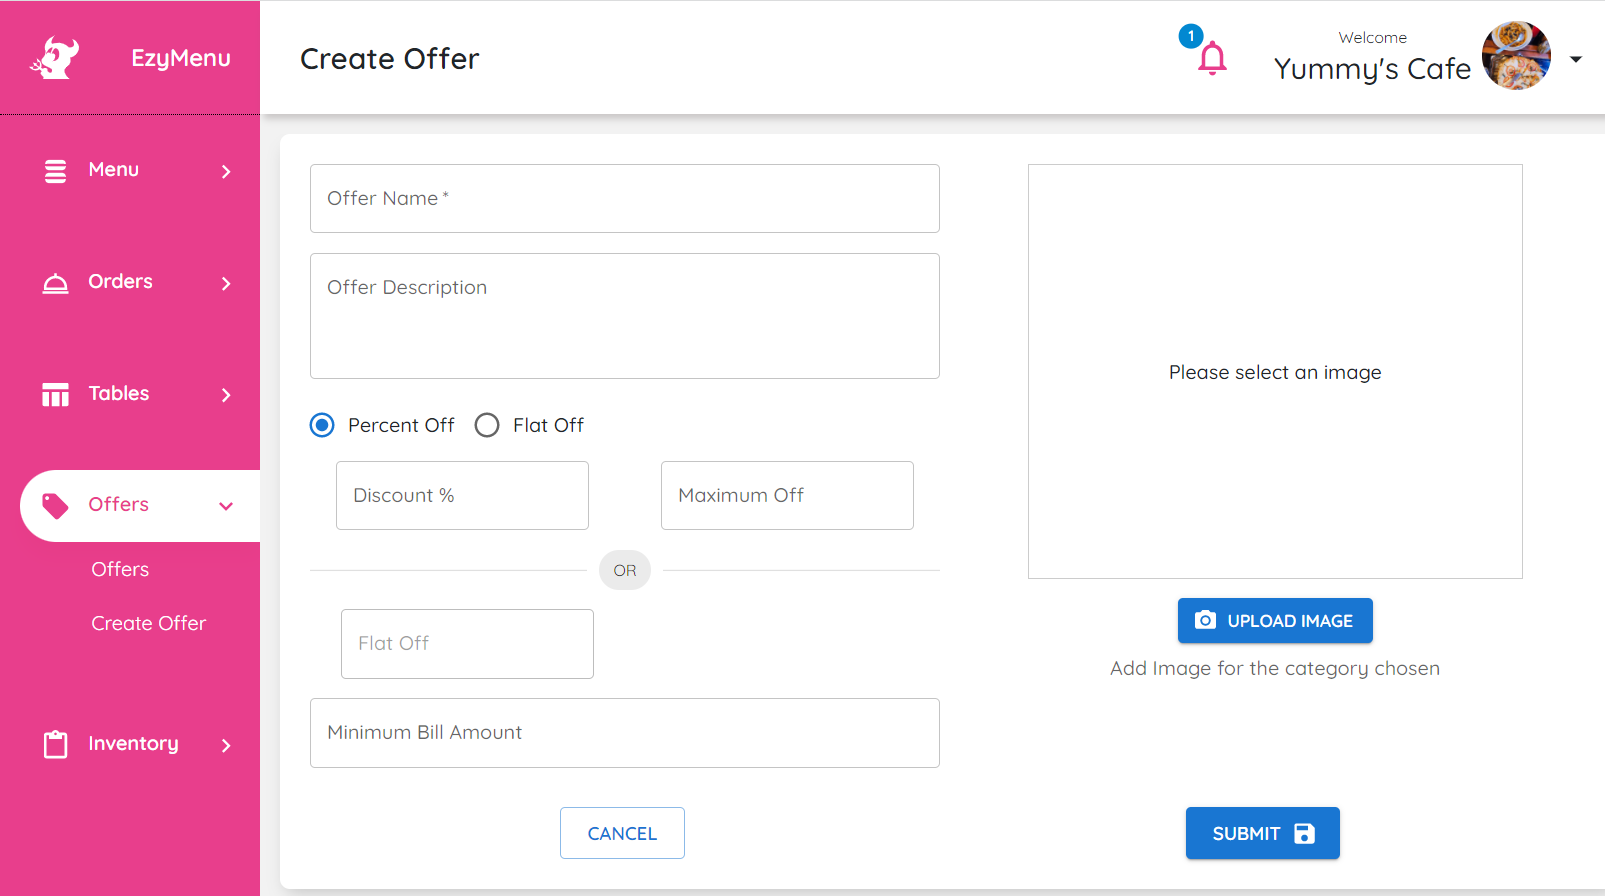 EzyMenu
Create Offer
1
Welcome
Yummy's Cafe
Menu
Orders
Tables
Offers
Offers
Create Offer
Inventory
Offer Name *
Offer Description
Percent Off
Flat Off
Discount %
Maximum Off
OR
Flat Off
Minimum Bill Amount
CANCEL
Please select an image
UPLOAD IMAGE
Add Image for the category chosen
SUBMIT